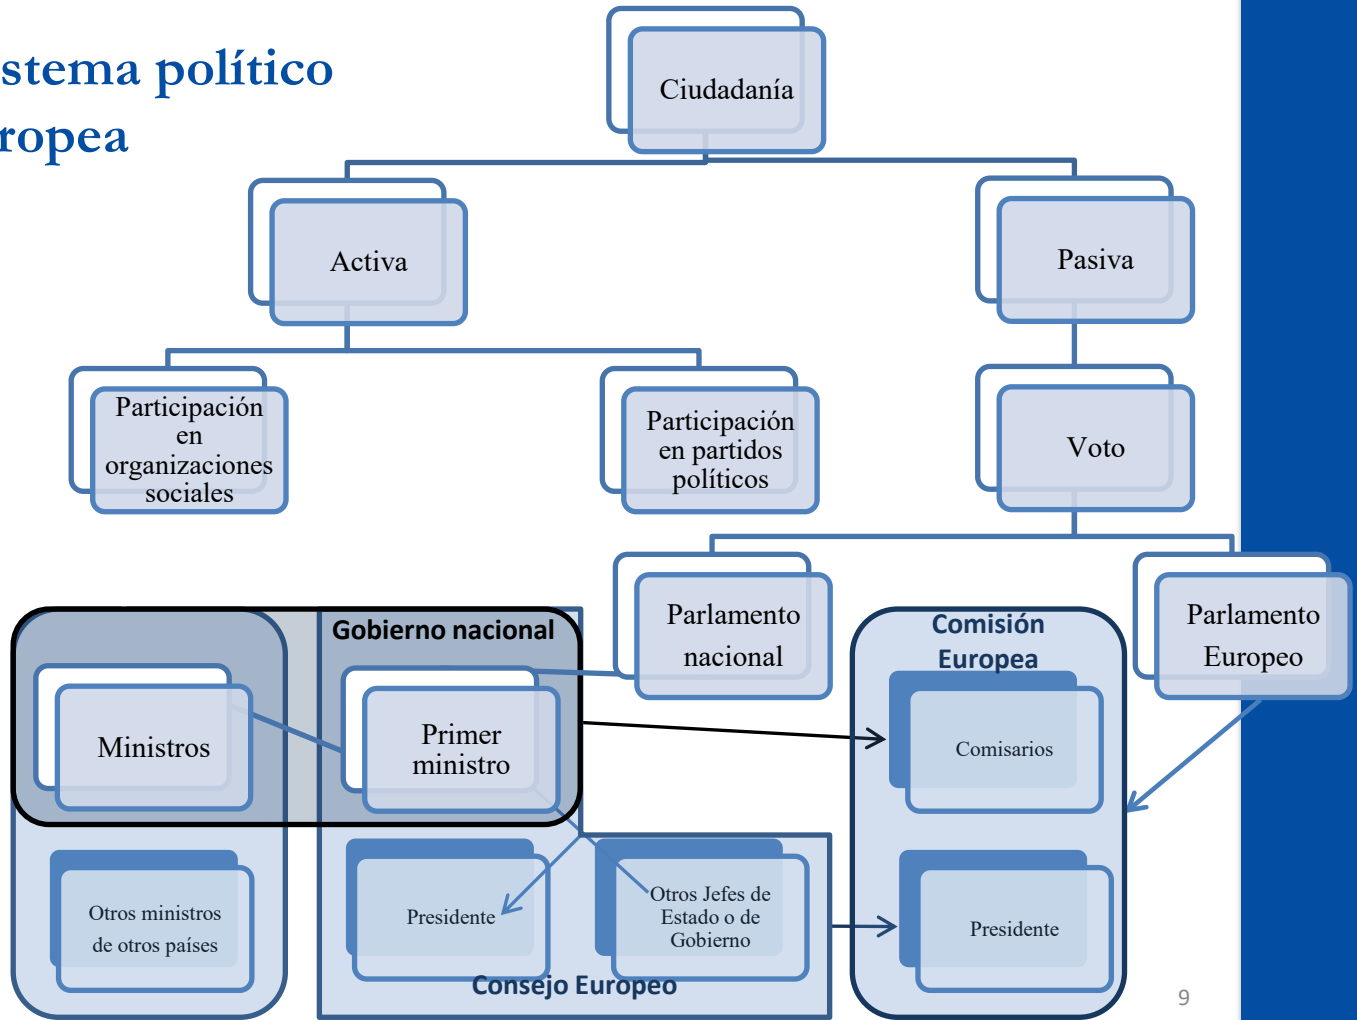 stema político
ropea
Ciudadanía
Activa
Pasiva
Participación
en
organizaciones
sociales
Participación
en partidos
políticos
Voto
Parlamento
nacional
Parlamento
Europeo
Gobierno nacional
Comisión
Europea
Ministros
Primer
ministro
Comisarios
Otros ministros
de otros países
Presidente
Otros Jefes de
Estado o de
Gobierno
Presidente
Consejo Europeo
9